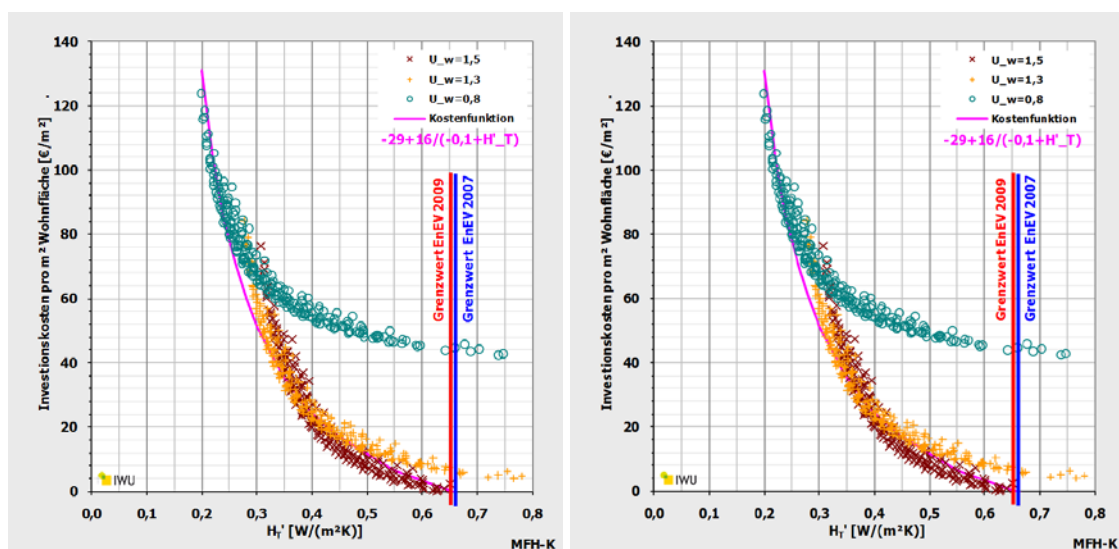 Investionskosten pro m² Wohnfläche [€/m²]
140
120
100
80
60
40
20
0
× U_w=1,5
+ U_w=1,3
○ U_w=0,8
Kostenfunktion
-29+16/(-0,1+H'_T)
Grenzwert EnEV 2009
Grenzwert EnEV 2007
IWU
0,0 0,1 0,2 0,3 0,4 0,5 0,6 0,7 0,8
H_T' [W/(m²K)]
MFH-K
Investionskosten pro m² Wohnfläche [€/m²]
140
120
100
80
60
40
20
0
× U_w=1,5
+ U_w=1,3
○ U_w=0,8
Kostenfunktion
-29+16/(-0,1+H'_T)
Grenzwert EnEV 2009
Grenzwert EnEV 2007
IWU
0,0 0,1 0,2 0,3 0,4 0,5 0,6 0,7 0,8
H_T' [W/(m²K)]
MFH-K